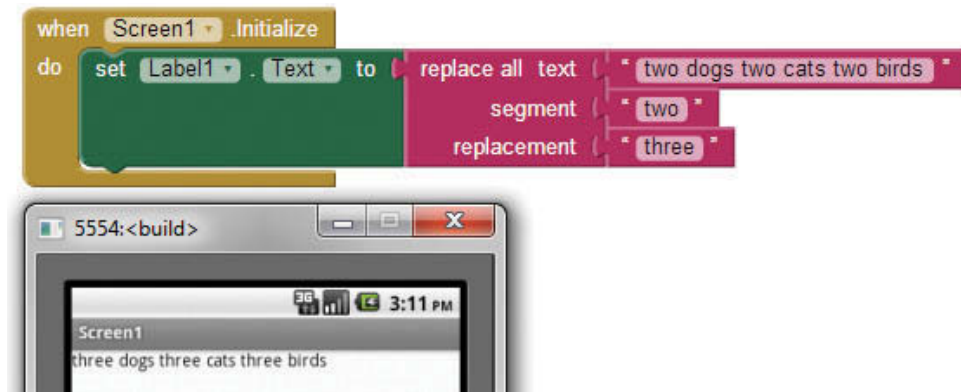 when Screen1 .Initialize
do set Label1 . Text to replace all text " two dogs two cats two birds "
segment " two "
replacement " three "
5554:<build>
3G 3:11 PM
Screen1
three dogs three cats three birds